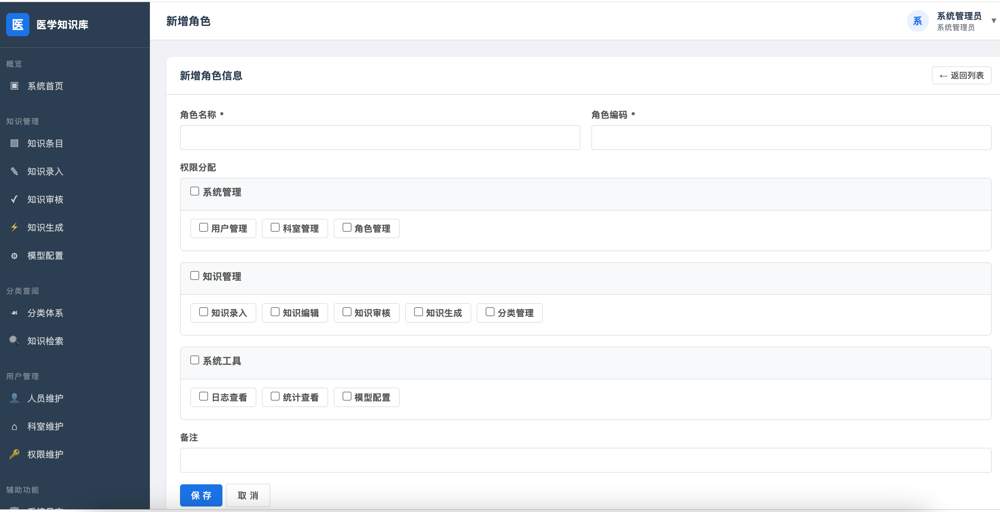 医 医学知识库
概览
系统首页
知识管理
知识条目
知识录入
知识审核
知识生成
模型配置
分类查阅
分类体系
知识检索
用户管理
人员维护
科室维护
权限维护
辅助功能
新增角色
系 系统管理员 ▼
系统管理员
新增角色信息
← 返回列表
角色名称 * 角色编码 *
权限分配
系统管理
用户管理 科室管理 角色管理
知识管理
知识录入 知识编辑 知识审核 知识生成 分类管理
系统工具
日志查看 统计查看 模型配置
备注
保 存 取 消